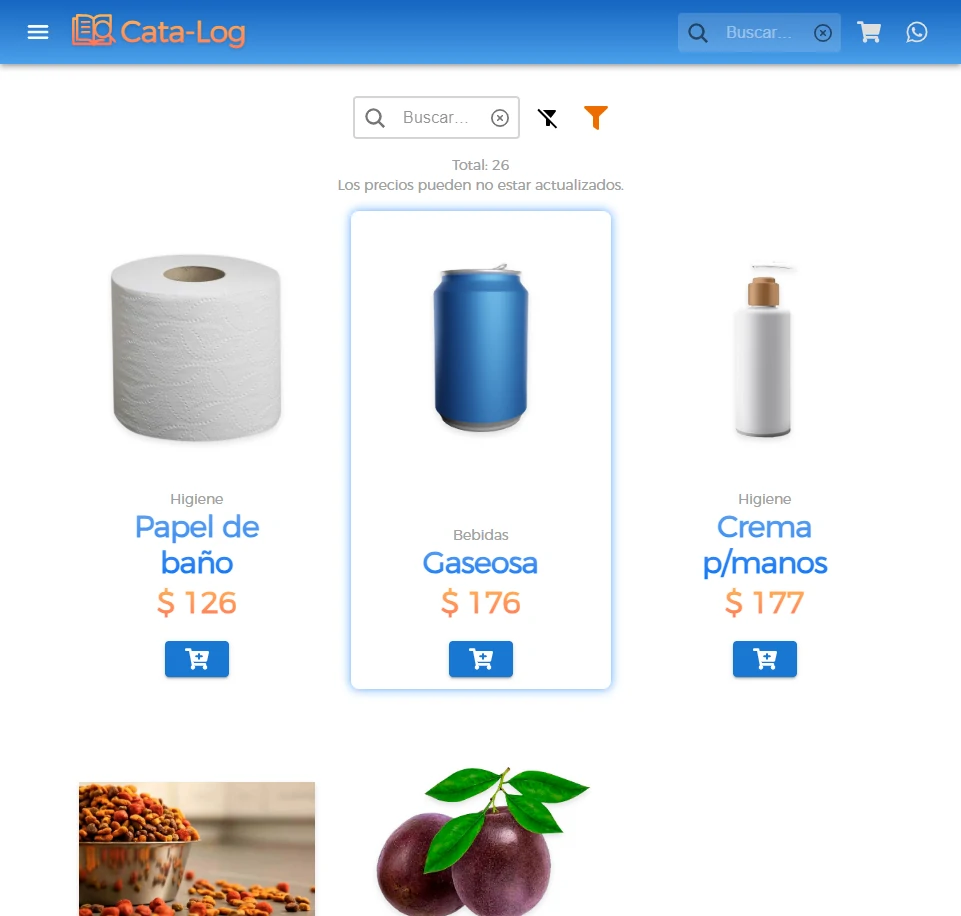 Cata-Log
Buscar...
Buscar...
Total: 26
Los precios pueden no estar actualizados.
Higiene
Papel de
baño
$ 126
Bebidas
Gaseosa
$ 176
Higiene
Crema
p/manos
$ 177